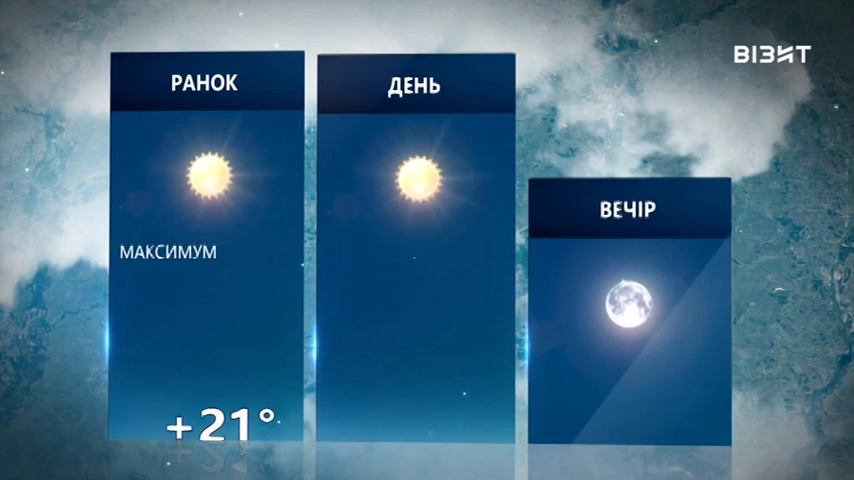 ВІЗИТ
РАНОК
ДЕНЬ
ВЕЧІР
МАКСИМУМ
+21°